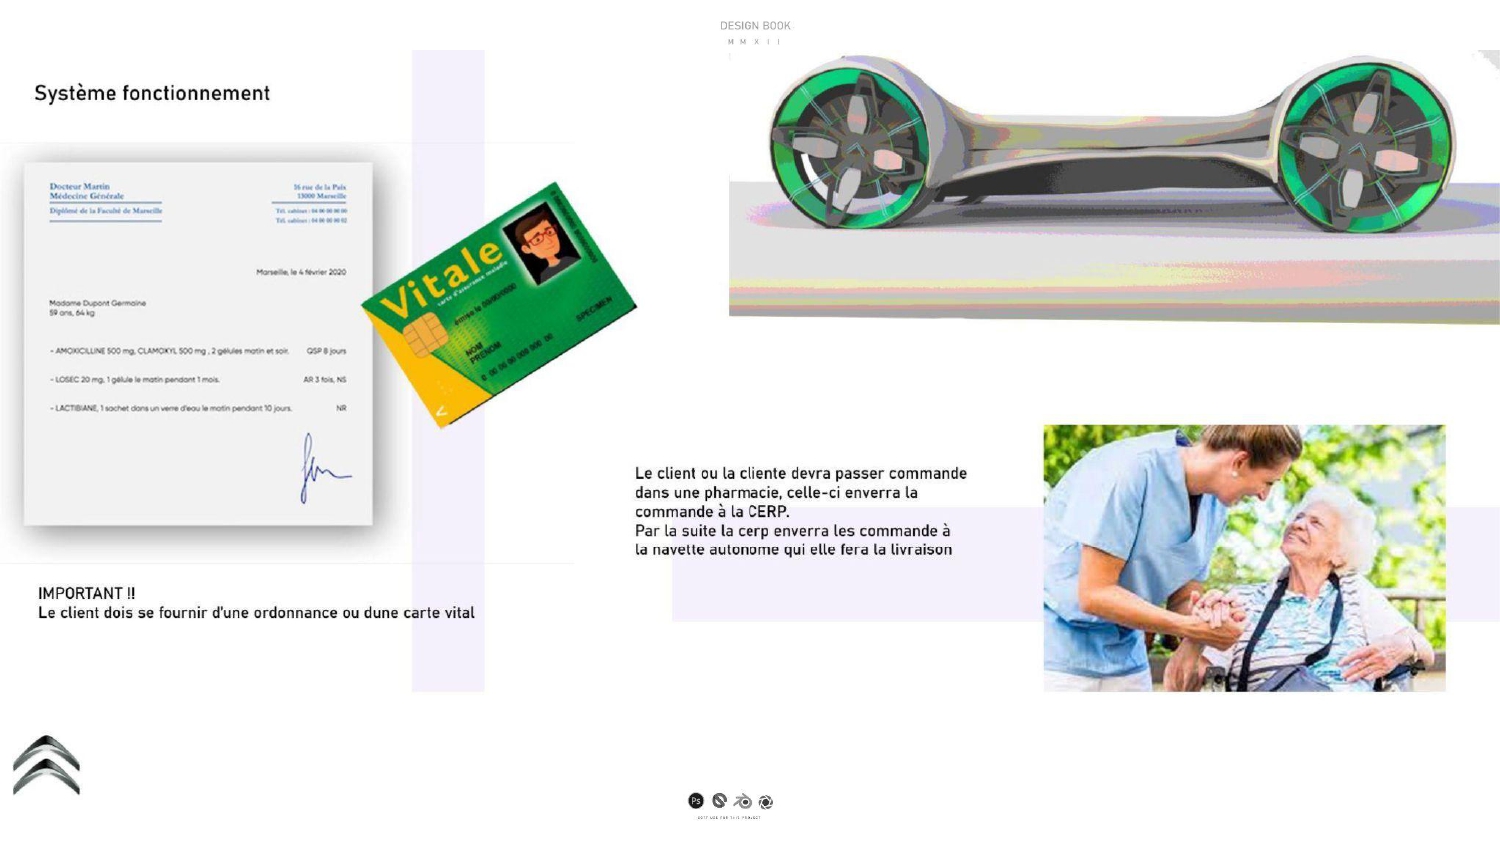 DESIGN BOOK
M M X I I
Système fonctionnement
Docteur Martin
Médecine Générale
Diplômé de la Faculté de Marseille
16 rue de la Paix
13000 Marseille
Tél. cabinet : 04 00 00 00 00
Tél. cabinet : 04 00 00 00 02
Marseille, le 4 février 2020
Madame Dupont Germaine
59 ans, 64 kg
- AMOXICILLINE 500 mg, CLAMOXYL 500 mg , 2 gélules matin et soir. QSP 8 jours
- LOSEC 20 mg, 1 gélule le matin pendant 1 mois. AR 3 fois, NS
- LACTIBIANE, 1 sachet dans un verre d'eau le matin pendant 10 jours. NR
Vitale
carte d'assurance maladie
émise le 00/00/0000
NOM
PRENOM
SPECIMEN
Le client ou la cliente devra passer commande
dans une pharmacie, celle-ci enverra la
commande à la CERP.
Par la suite la cerp enverra les commande à
la navette autonome qui elle fera la livraison
IMPORTANT !!
Le client dois se fournir d'une ordonnance ou dune carte vital
Ps